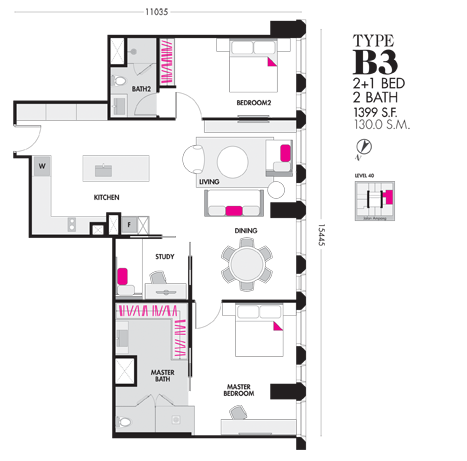 11035
TYPE
B3
2+1 BED
2 BATH
1399 S.F.
130.0 S.M.
N
LEVEL 40
BATH2
BEDROOM2
W
LIVING
KITCHEN
F
DINING
15445
STUDY
MASTER
BATH
MASTER
BEDROOM